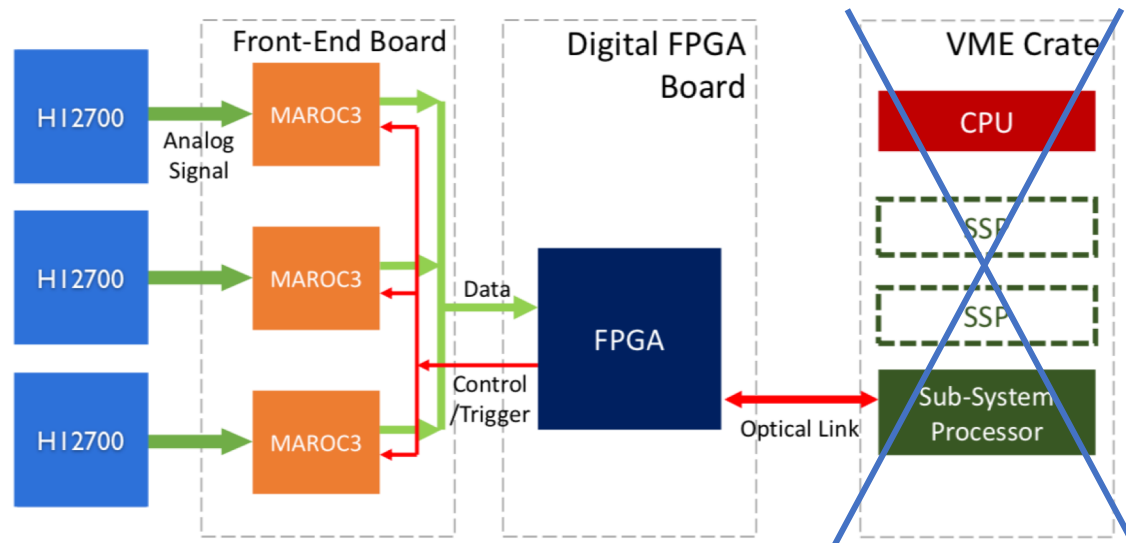 Front-End Board
Digital FPGA
Board
VME Crate
H12700
Analog
Signal
MAROC3
CPU
H12700
MAROC3
SSP
Data
FPGA
SSP
Control
/Trigger
Optical Link
Sub-System
Processor
H12700
MAROC3